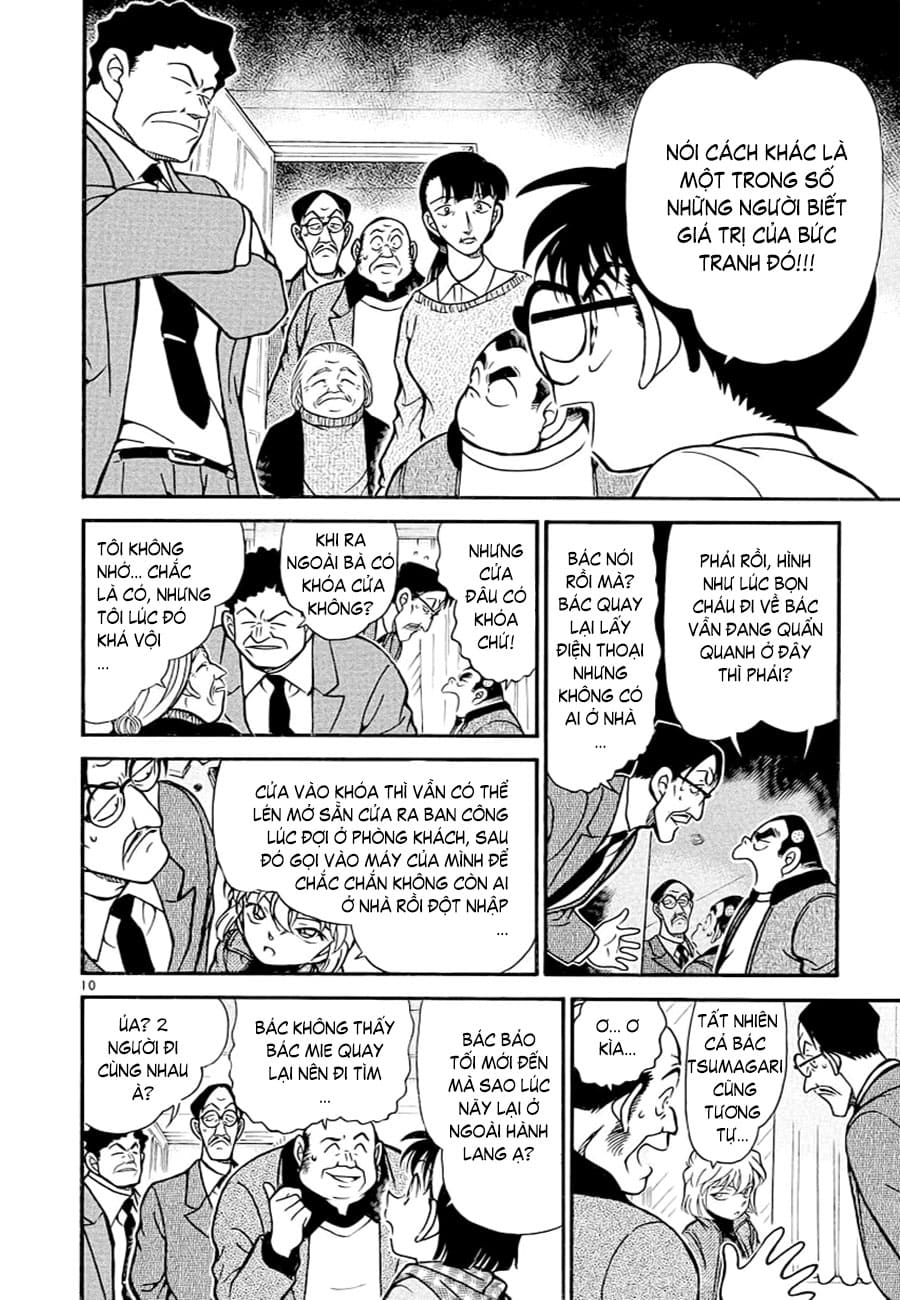 NÓI CÁCH KHÁC LÀ
MỘT TRONG SỐ
NHỮNG NGƯỜI BIẾT
GIÁ TRỊ CỦA BỨC
TRANH ĐÓ!!!
PHẢI RỒI, HÌNH
NHƯ LÚC BỌN
CHÁU ĐI VỀ BÁC
VẪN ĐANG QUẨN
QUANH Ở ĐÂY
THÌ PHẢI?
BÁC NÓI
RỒI MÀ?
BÁC QUAY
LẠI LẤY
ĐIỆN THOẠI
NHƯNG
KHÔNG CÓ
AI Ở NHÀ
...
NHƯNG
CỬA
ĐÂU CÓ
KHÓA
CHỨ!
KHI RA
NGOÀI BÀ CÓ
KHÓA CỬA
KHÔNG?
TÔI KHÔNG
NHỚ... CHẮC
LÀ CÓ, NHƯNG
TÔI LÚC ĐÓ
KHÁ VỘI
...
CỬA VÀO KHÓA THÌ VẪN CÓ THỂ
LÉN MỞ SẴN CỬA RA BAN CÔNG
LÚC ĐỢI Ở PHÒNG KHÁCH, SAU
ĐÓ GỌI VÀO MÁY CỦA MÌNH ĐỂ
CHẮC CHẮN KHÔNG CÒN AI
Ở NHÀ RỒI ĐỘT NHẬP
...
10
TẤT NHIÊN
CẢ BÁC
TSUMAGARI
CŨNG
TƯƠNG
TỰ...
Ơ... Ơ
KÌA...
BÁC BẢO
TỐI MỚI ĐẾN
MÀ SAO LÚC
NÀY LẠI Ở
NGOÀI HÀNH
LANG Ạ?
BÁC KHÔNG THẤY
BÁC MIE QUAY
LẠI NÊN ĐI TÌM
...
ỦA? 2
NGƯỜI ĐI
CÙNG NHAU
À?